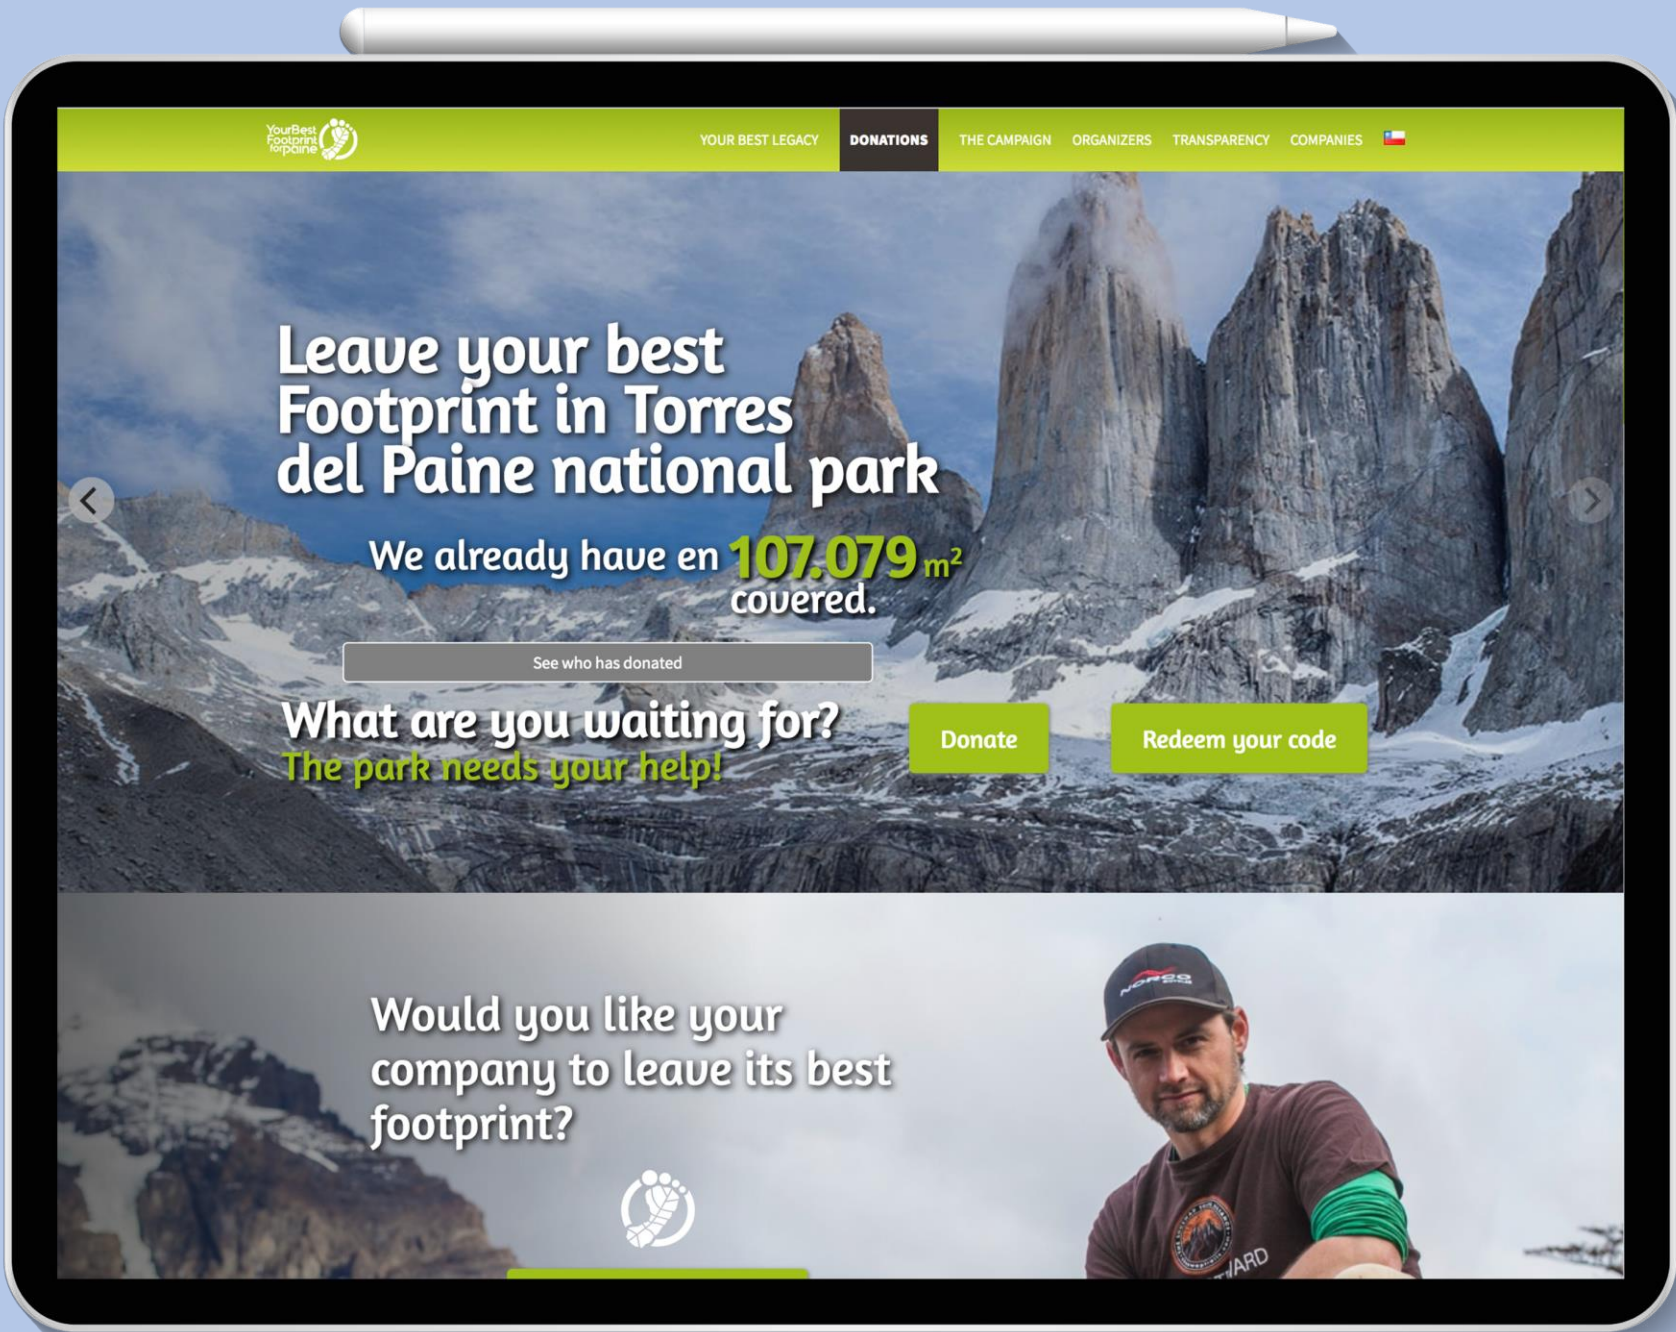 YourBest
Footprint
forpaine
YOUR BEST LEGACY DONATIONS THE CAMPAIGN ORGANIZERS TRANSPARENCY COMPANIES
Leave your best
Footprint in Torres
del Paine national park
We already have en 107.079 m²
covered.
See who has donated
What are you waiting for?
The park needs your help!
Donate
Redeem your code
Would you like your
company to leave its best
footprint?
NORCO